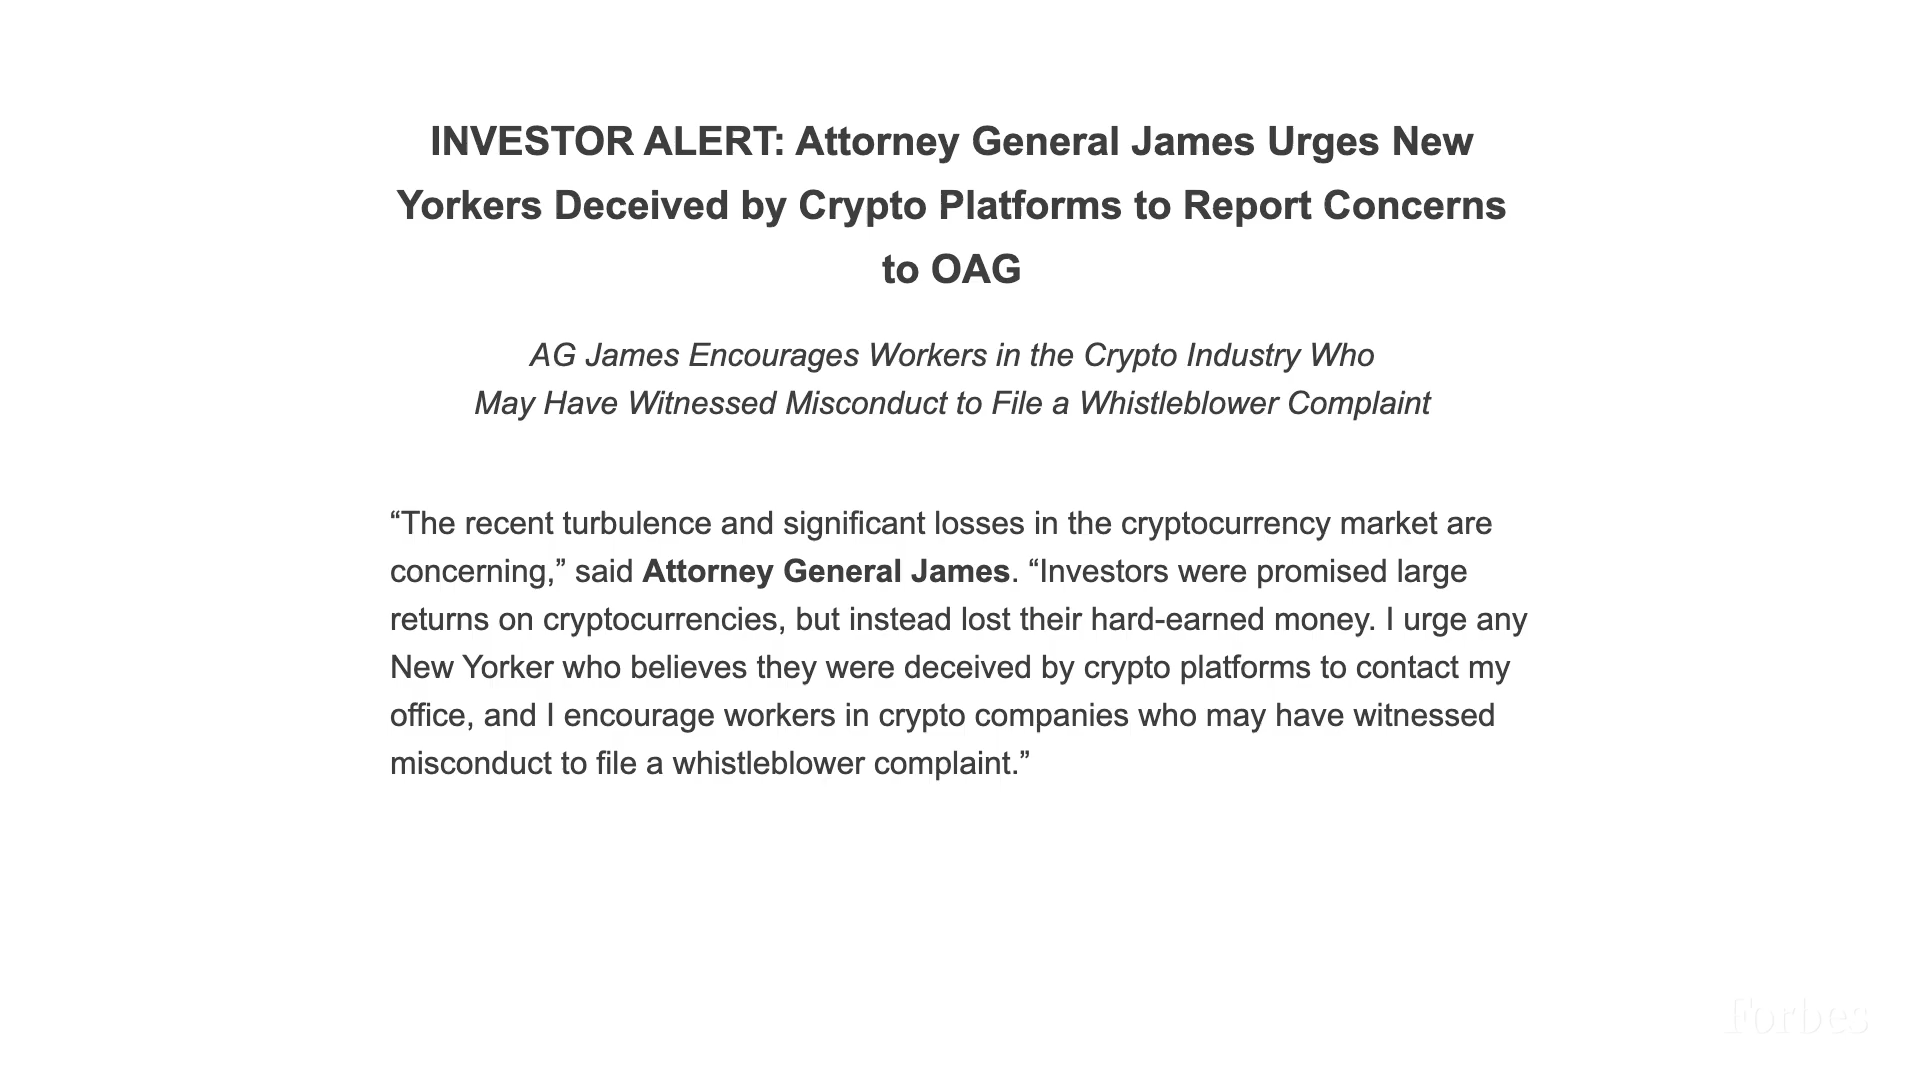 INVESTOR ALERT: Attorney General James Urges New
Yorkers Deceived by Crypto Platforms to Report Concerns
to OAG
AG James Encourages Workers in the Crypto Industry Who
May Have Witnessed Misconduct to File a Whistleblower Complaint
“The recent turbulence and significant losses in the cryptocurrency market are
concerning,” said Attorney General James. “Investors were promised large
returns on cryptocurrencies, but instead lost their hard-earned money. I urge any
New Yorker who believes they were deceived by crypto platforms to contact my
office, and I encourage workers in crypto companies who may have witnessed
misconduct to file a whistleblower complaint.”
Forbes